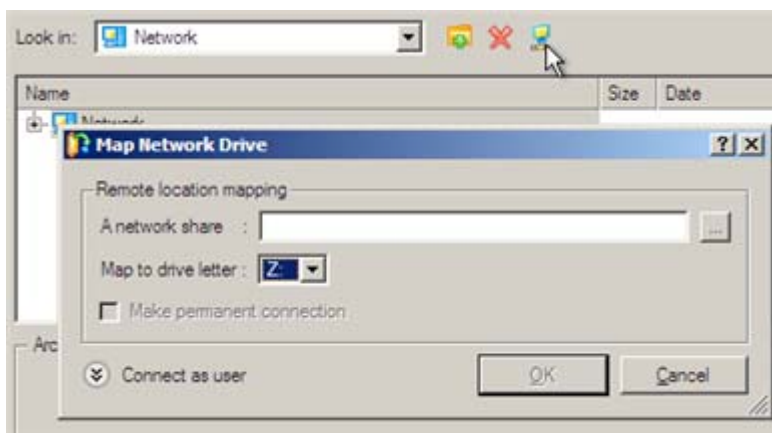 Look in: Network
Name Size Date
Network
Map Network Drive ? X
Remote location mapping
A network share : ...
Map to drive letter : Z:
Make permanent connection
Arc
Connect as user OK Cancel